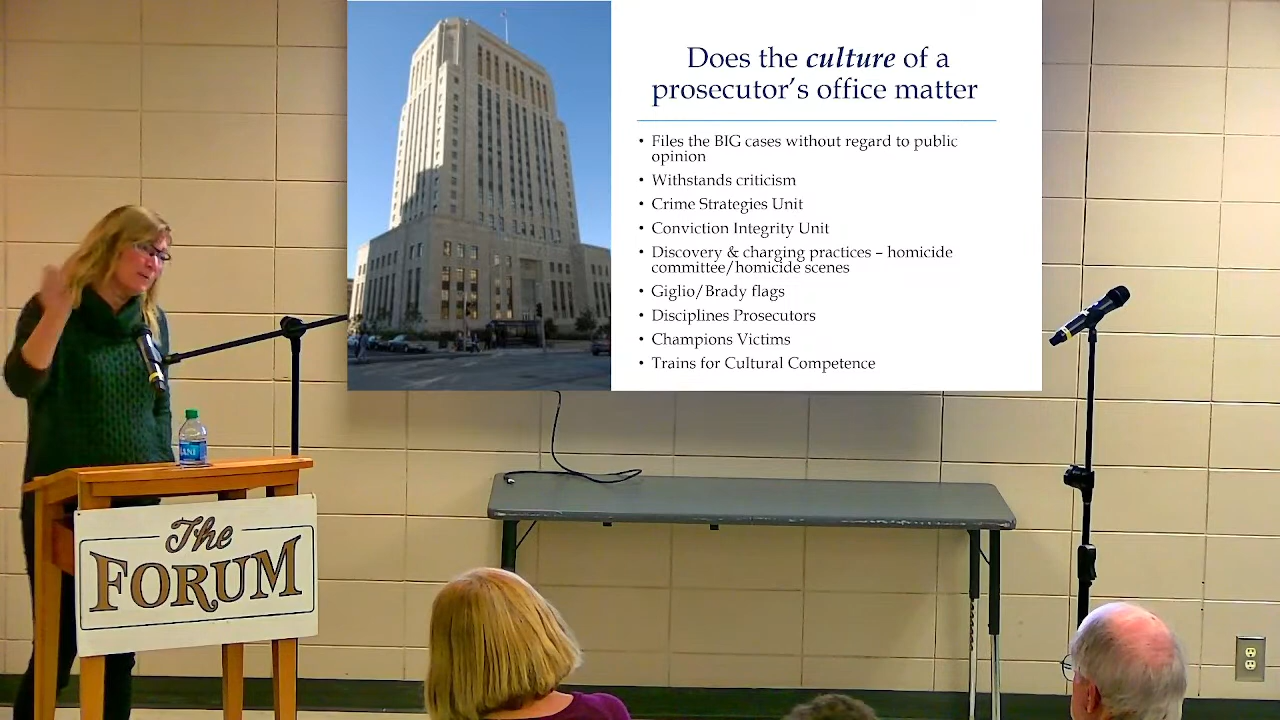 Does the culture of a
prosecutor's office matter
• Files the BIG cases without regard to public
opinion
• Withstands criticism
• Crime Strategies Unit
• Conviction Integrity Unit
• Discovery & charging practices – homicide
committee/homicide scenes
• Giglio/Brady flags
• Disciplines Prosecutors
• Champions Victims
• Trains for Cultural Competence
The
FORUM